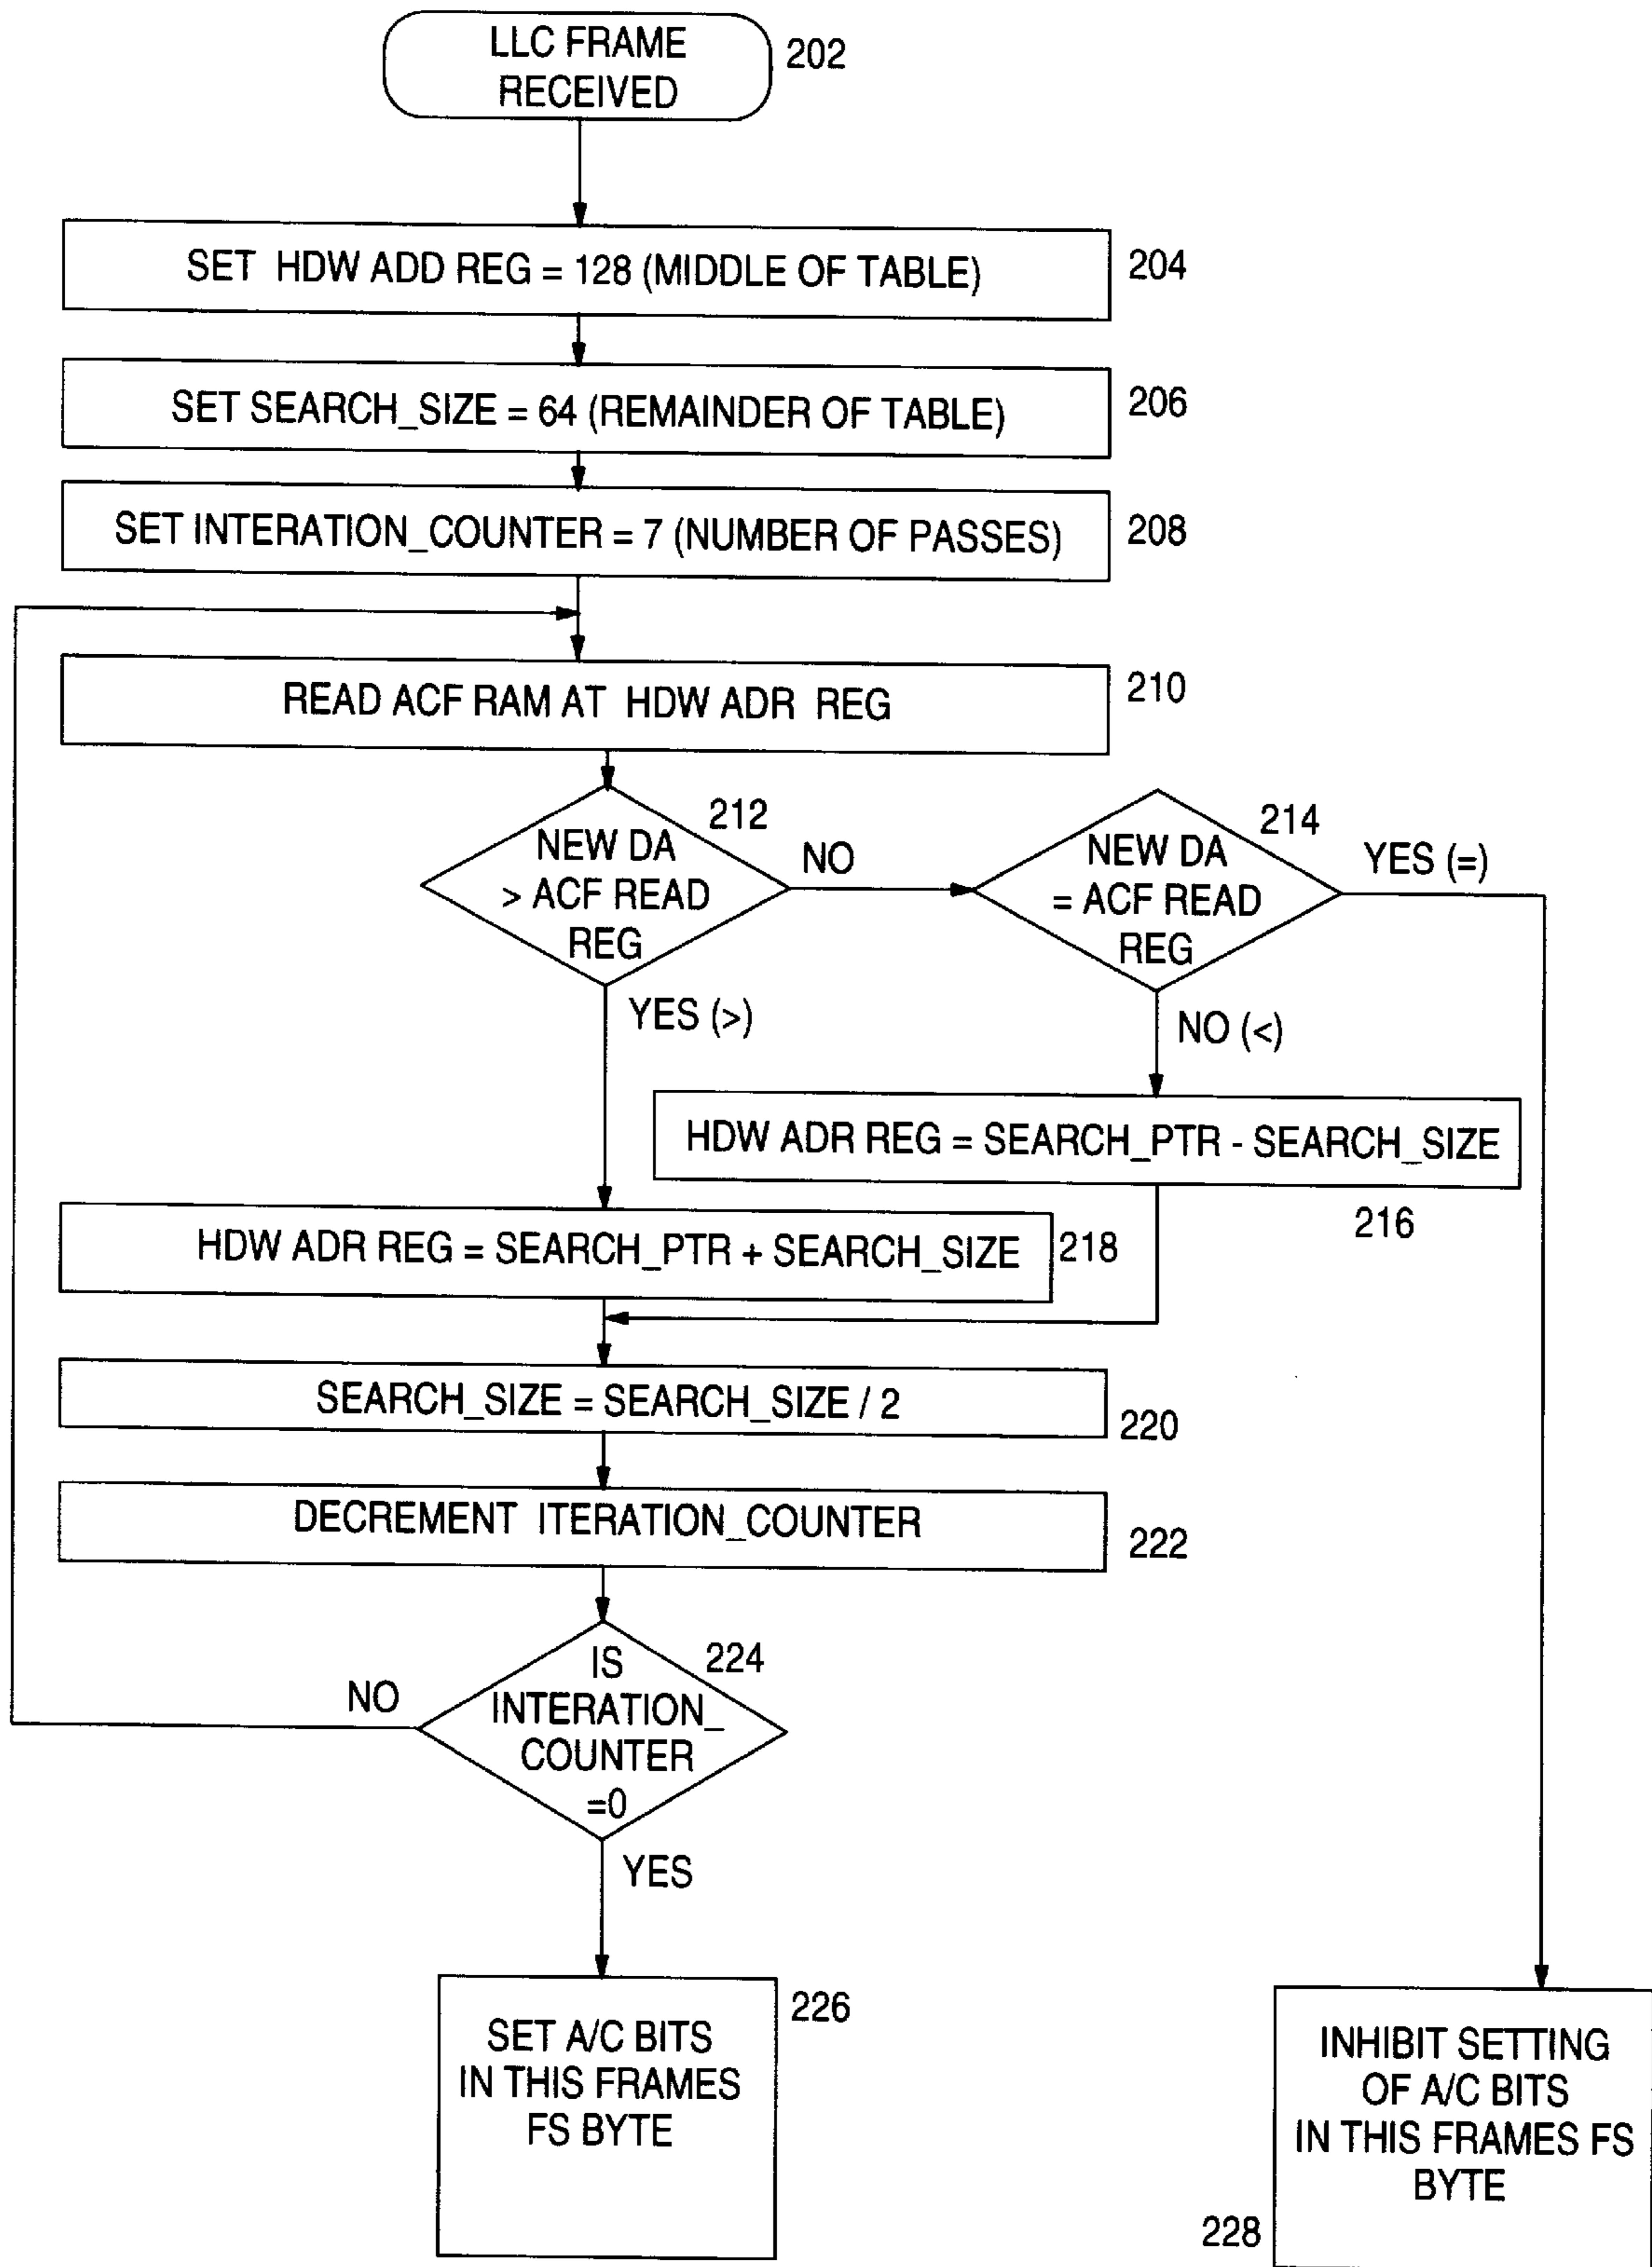 LLC FRAME
RECEIVED
202
SET HDW ADD REG = 128 (MIDDLE OF TABLE)
204
SET SEARCH_SIZE = 64 (REMAINDER OF TABLE)
206
SET INTERATION_COUNTER = 7 (NUMBER OF PASSES)
208
READ ACF RAM AT HDW ADR REG
210
212
NEW DA
> ACF READ
REG
NO
214
NEW DA
= ACF READ
REG
YES (=)
YES (>)
NO (<)
HDW ADR REG = SEARCH_PTR - SEARCH_SIZE
216
HDW ADR REG = SEARCH_PTR + SEARCH_SIZE
218
SEARCH_SIZE = SEARCH_SIZE / 2
220
DECREMENT ITERATION_COUNTER
222
224
IS
INTERATION_
COUNTER
=0
NO
YES
SET A/C BITS
IN THIS FRAMES
FS BYTE
226
INHIBIT SETTING
OF A/C BITS
IN THIS FRAMES FS
BYTE
228